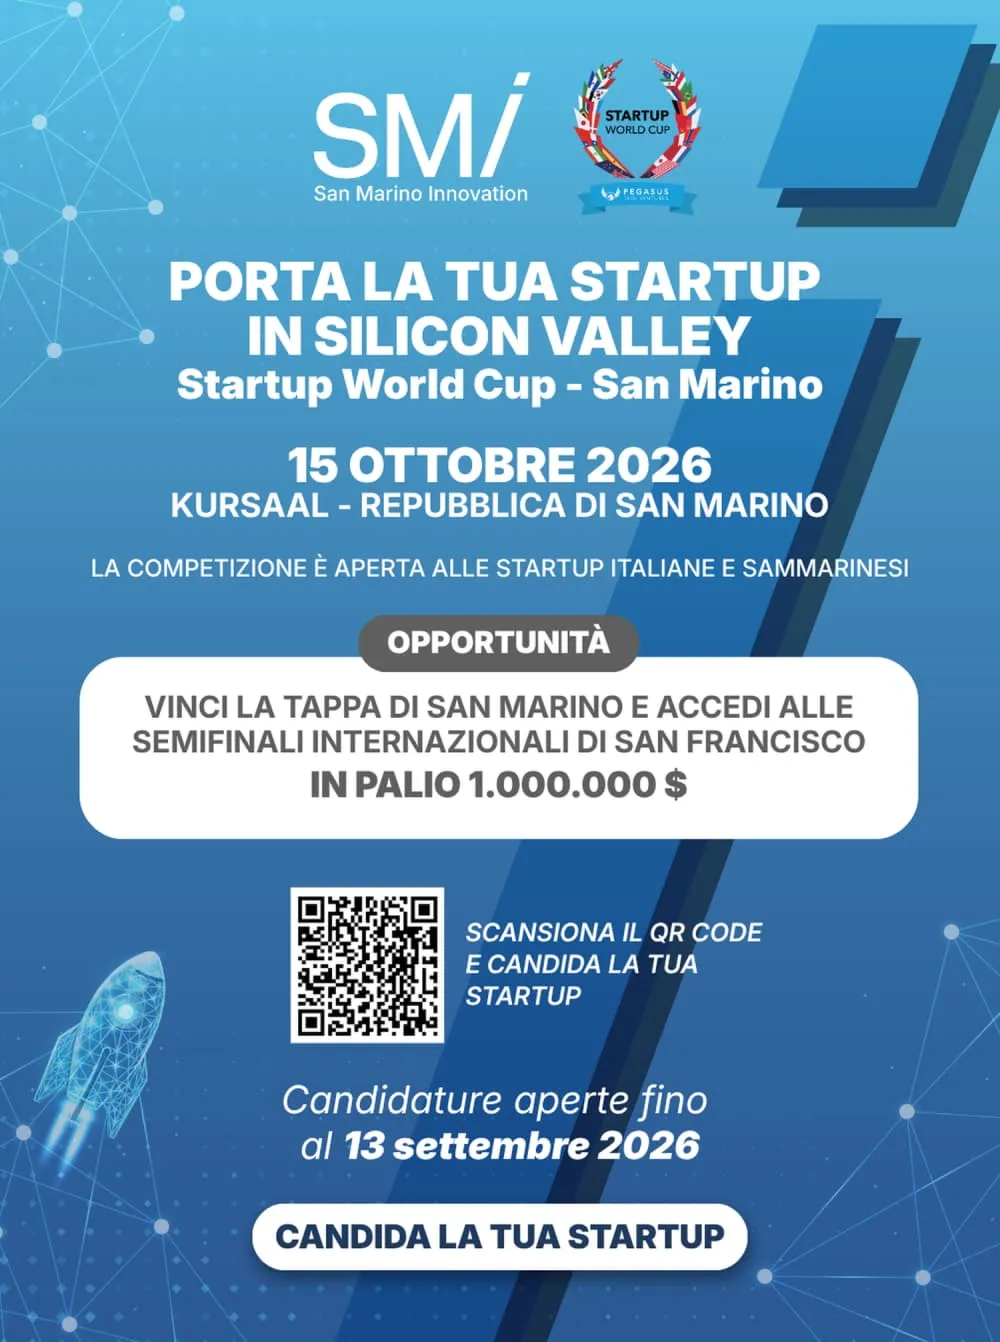 SMi
San Marino Innovation
STARTUP
WORLD CUP
PEGASUS
TECH VENTURES
PORTA LA TUA STARTUP
IN SILICON VALLEY
Startup World Cup - San Marino
15 OTTOBRE 2026
KURSAAL - REPUBBLICA DI SAN MARINO
LA COMPETIZIONE È APERTA ALLE STARTUP ITALIANE E SAMMARINESI
OPPORTUNITÀ
VINCI LA TAPPA DI SAN MARINO E ACCEDI ALLE
SEMIFINALI INTERNAZIONALI DI SAN FRANCISCO
IN PALIO 1.000.000 $
SCANSIONA IL QR CODE
E CANDIDA LA TUA
STARTUP
Candidature aperte fino
al 13 settembre 2026
CANDIDA LA TUA STARTUP